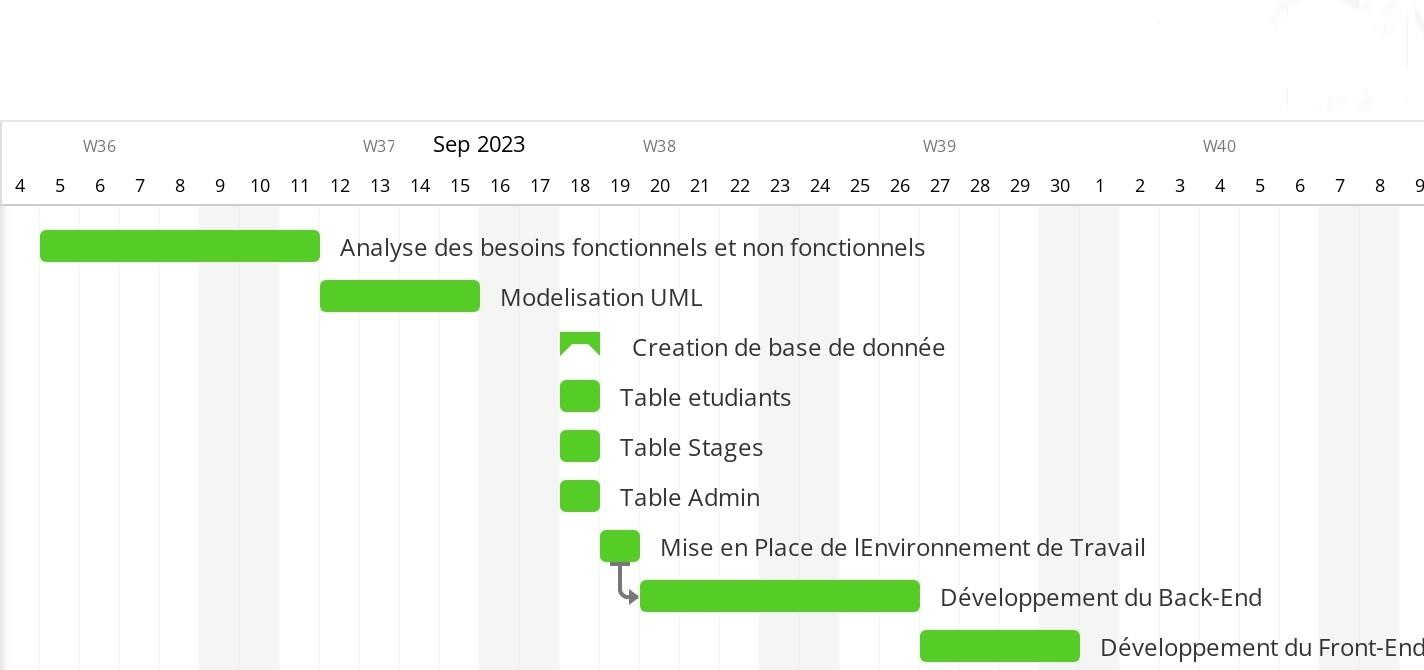 W36 W37 Sep 2023 W38 W39 W40
4 5 6 7 8 9 10 11 12 13 14 15 16 17 18 19 20 21 22 23 24 25 26 27 28 29 30 1 2 3 4 5 6 7 8 9
Analyse des besoins fonctionnels et non fonctionnels
Modelisation UML
Creation de base de donnée
Table etudiants
Table Stages
Table Admin
Mise en Place de lEnvironnement de Travail
Développement du Back-End
Développement du Front-End